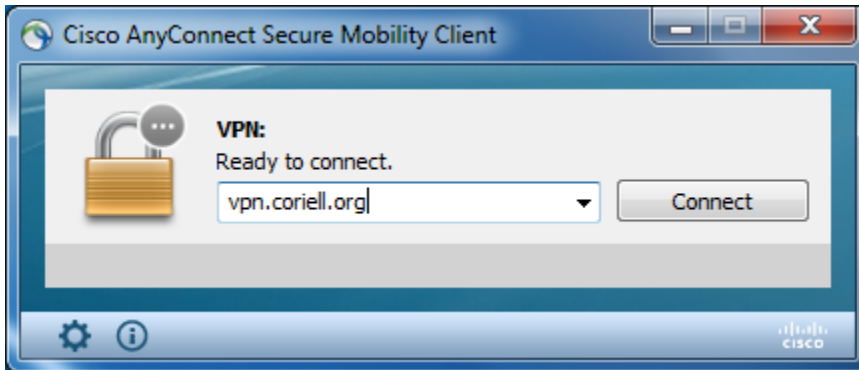 Cisco AnyConnect Secure Mobility Client
VPN:
Ready to connect.
vpn.coriell.org
Connect
CISCO